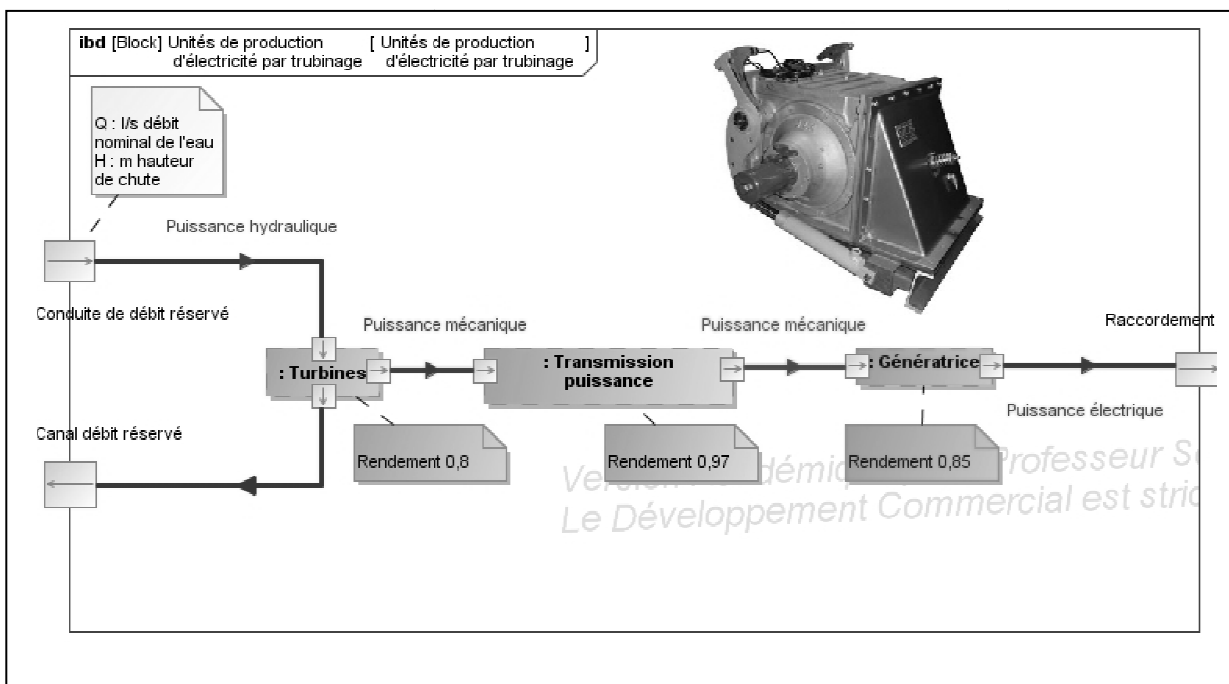 ibd [Block] Unités de production [ Unités de production ]
d'électricité par trubinage d'électricité par trubinage
Q : l/s débit
nominal de l'eau
H : m hauteur
de chute
Puissance hydraulique
Conduite de débit réservé
Puissance mécanique
Puissance mécanique
Raccordement
: Turbines
: Transmission
puissance
: Génératrice
Puissance électrique
Canal débit réservé
Rendement 0,8
Rendement 0,97
Rendement 0,85
Professeur
Le Développement Commercial est